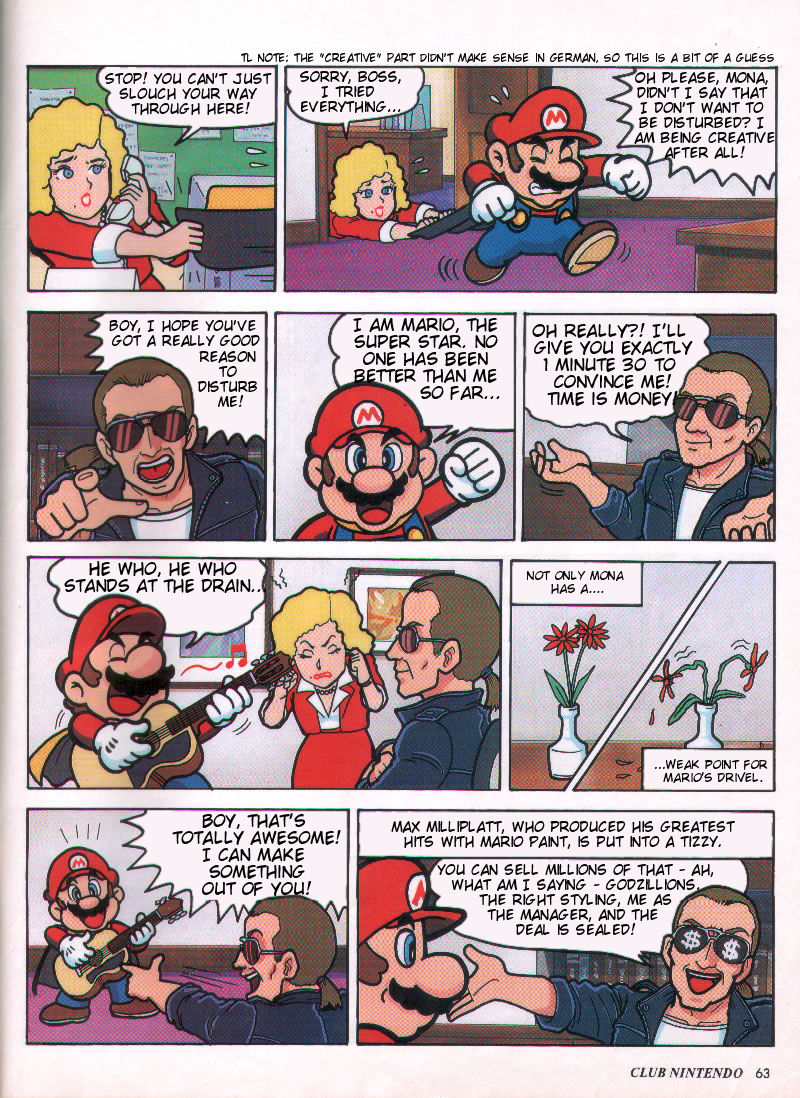 TL NOTE: THE "CREATIVE" PART DIDN'T MAKE SENSE IN GERMAN, SO THIS IS A BIT OF A GUESS
STOP! YOU CAN'T JUST
SLOUCH YOUR WAY
THROUGH HERE!
SORRY, BOSS,
I TRIED
EVERYTHING...
OH PLEASE, MONA,
DIDN'T I SAY THAT
I DON'T WANT TO
BE DISTURBED? I
AM BEING CREATIVE
AFTER ALL!
M
BOY, I HOPE YOU'VE
GOT A REALLY GOOD
REASON
TO
DISTURB
ME!
I AM MARIO, THE
SUPER STAR. NO
ONE HAS BEEN
BETTER THAN ME
SO FAR...
M
OH REALLY?! I'LL
GIVE YOU EXACTLY
1 MINUTE 30 TO
CONVINCE ME!
TIME IS MONEY!
HE WHO, HE WHO
STANDS AT THE DRAIN...
NOT ONLY MONA
HAS A....
...WEAK POINT FOR
MARIO'S DRIVEL.
BOY, THAT'S
TOTALLY AWESOME!
I CAN MAKE
SOMETHING
OUT OF YOU!
M
MAX MILLIPLATT, WHO PRODUCED HIS GREATEST
HITS WITH MARIO PAINT, IS PUT INTO A TIZZY.
YOU CAN SELL MILLIONS OF THAT - AH,
WHAT AM I SAYING - GODZILLIONS.
THE RIGHT STYLING, ME AS
THE MANAGER, AND THE
DEAL IS SEALED!
M
$ $
CLUB NINTENDO 63